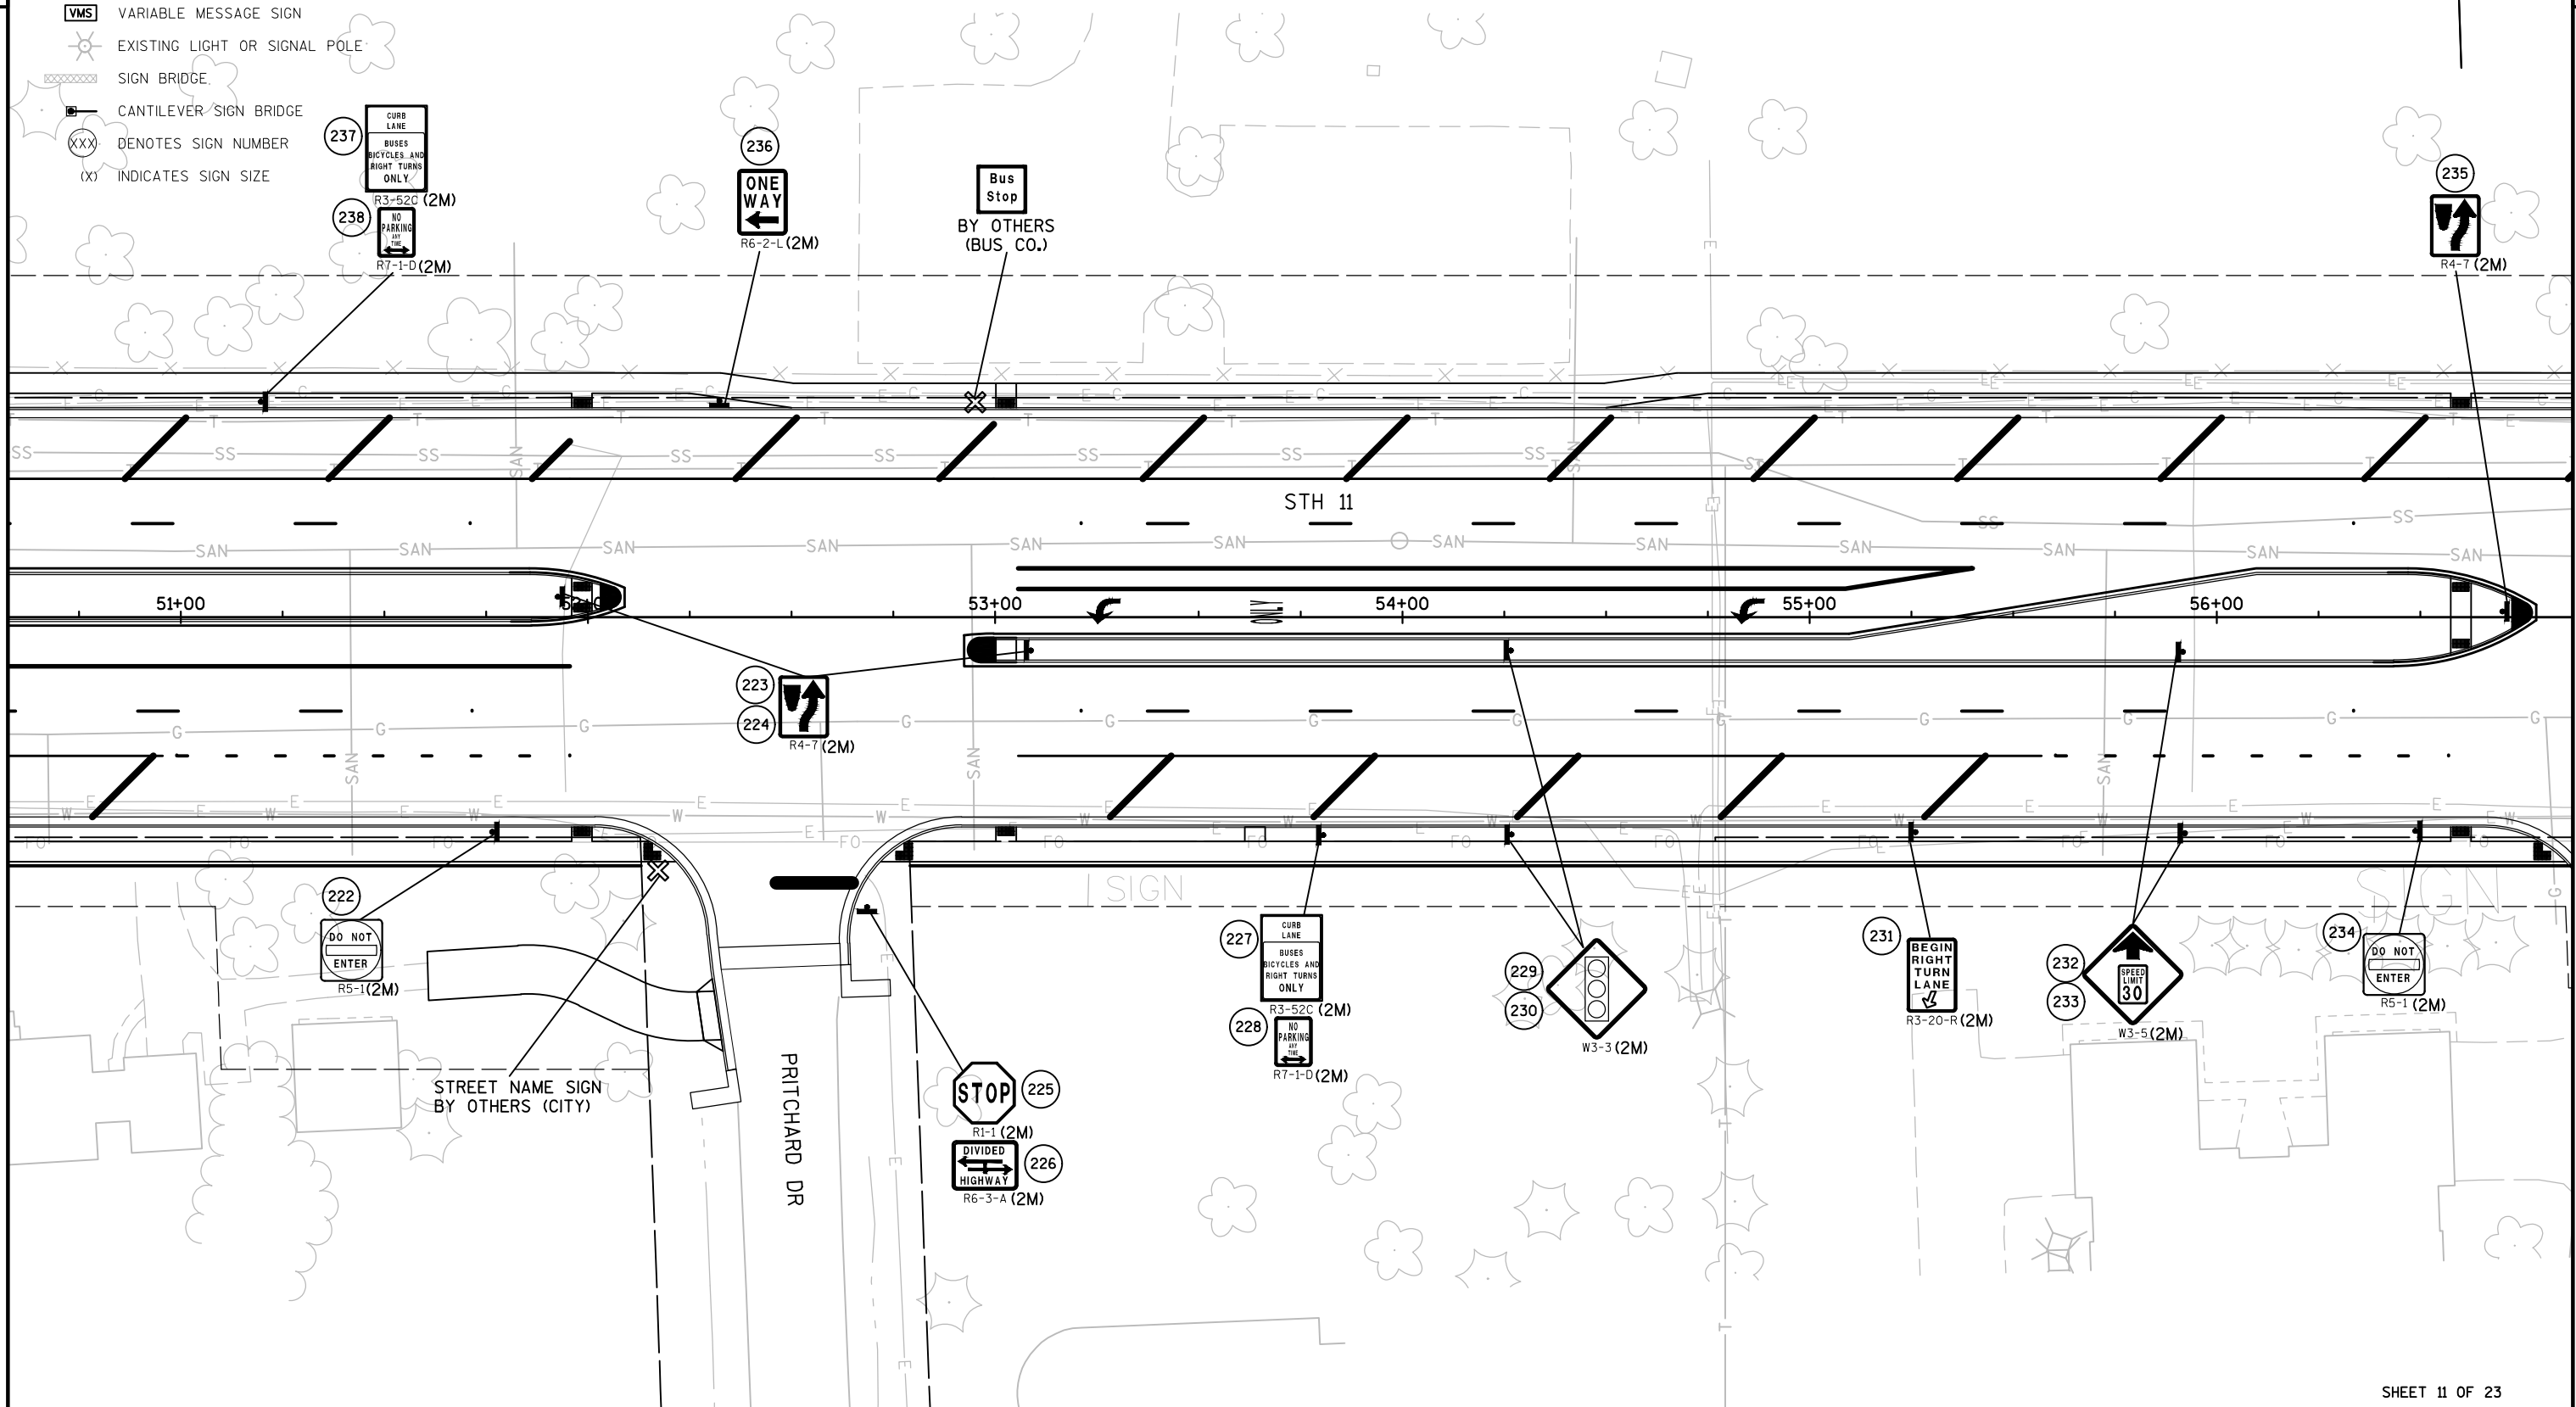 VMS VARIABLE MESSAGE SIGN
EXISTING LIGHT OR SIGNAL POLE
SIGN BRIDGE
CANTILEVER SIGN BRIDGE
XXX DENOTES SIGN NUMBER
(X) INDICATES SIGN SIZE
237
CURB
LANE
BUSES
BICYCLES AND
RIGHT TURNS
ONLY
R3-52C (2M)
238
NO
PARKING
ANY
TIME
R7-1-D (2M)
236
ONE
WAY
R6-2-L (2M)
Bus
Stop
BY OTHERS
(BUS CO.)
235
R4-7 (2M)
STH 11
51+00
52+00
53+00
54+00
55+00
56+00
223
224
R4-7 (2M)
222
DO NOT
ENTER
R5-1 (2M)
STREET NAME SIGN
BY OTHERS (CITY)
PRITCHARD DR
STOP
225
R1-1 (2M)
DIVIDED
HIGHWAY
226
R6-3-A (2M)
SIGN
227
CURB
LANE
BUSES
BICYCLES AND
RIGHT TURNS
ONLY
R3-52C (2M)
228
NO
PARKING
ANY
TIME
R7-1-D (2M)
229
230
W3-3 (2M)
231
BEGIN
RIGHT
TURN
LANE
R3-20-R (2M)
232
233
SPEED
LIMIT
30
W3-5 (2M)
SIGN
234
DO NOT
ENTER
R5-1 (2M)
SHEET 11 OF 23